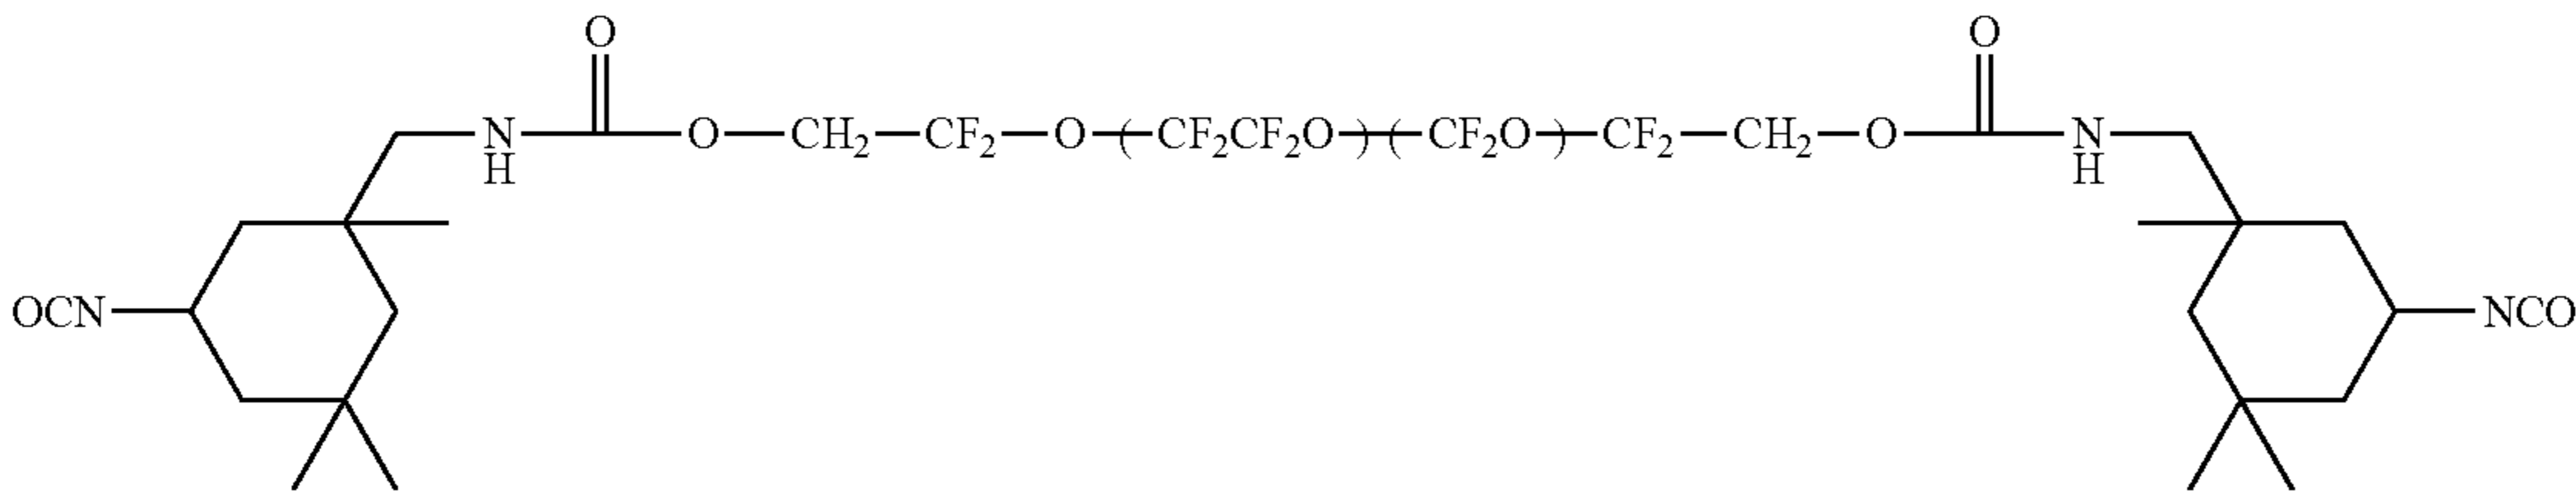 O O
N H O CH₂ CF₂ O ( CF₂CF₂O ) ( CF₂O ) CF₂ CH₂ O N H
OCN NCO